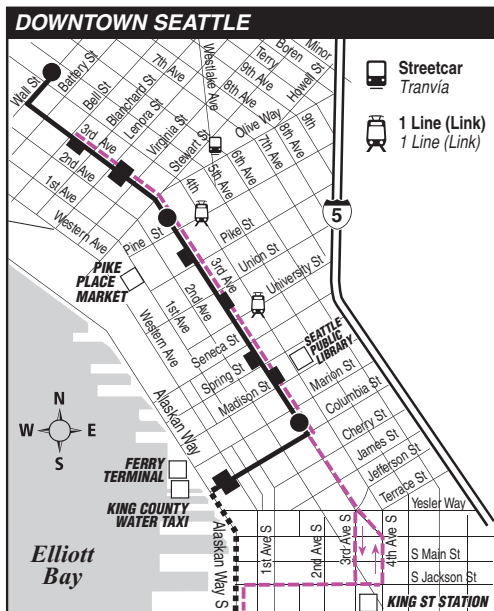 DOWNTOWN SEATTLE
Streetcar
Tranvía
1 Line (Link)
1 Line (Link)
5
Wall St
Battery St
Bell St
Blanchard St
Lenora St
Virginia St
Stewart St
7th Ave
Westlake Ave
8th Ave
9th Ave
Terry
Boren
Minor
Howell St
Olive Way
9th
8th Ave
7th Ave
6th Ave
5th Ave
4th
3rd Ave
2nd Ave
1st Ave
Western Ave
Pine St
Pike St
Union St
University St
3rd Ave
2nd Ave
1st Ave
Western Ave
PIKE
PLACE
MARKET
Seneca St
Spring St
Madison St
SEATTLE
PUBLIC
LIBRARY
Marion St
Columbia St
Cherry St
James St
Jefferson St
Terrace St
Yesler Way
Alaskan Way
N
W
E
S
FERRY
TERMINAL
KING COUNTY
WATER TAXI
Elliott
Bay
Alaskan Way S
1st Ave S
2nd Ave S
3rd Ave S
4th Ave S
S Main St
S Jackson St
KING ST STATION